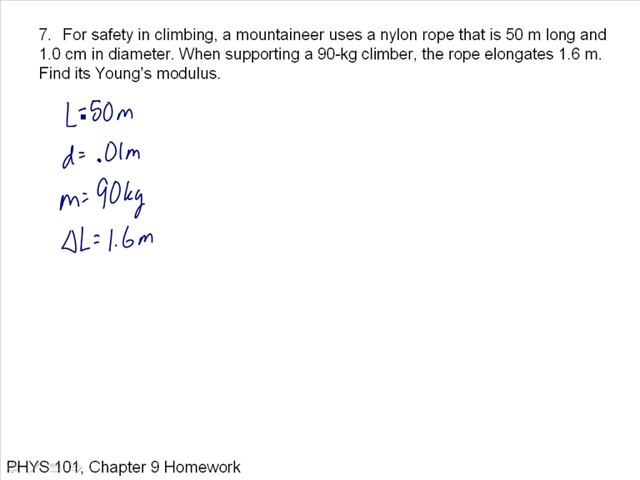 7. For safety in climbing, a mountaineer uses a nylon rope that is 50 m long and
1.0 cm in diameter. When supporting a 90-kg climber, the rope elongates 1.6 m.
Find its Young's modulus.
L = 50m
d = .01m
m = 90kg
ΔL = 1.6m
PHYS 101, Chapter 9 Homework